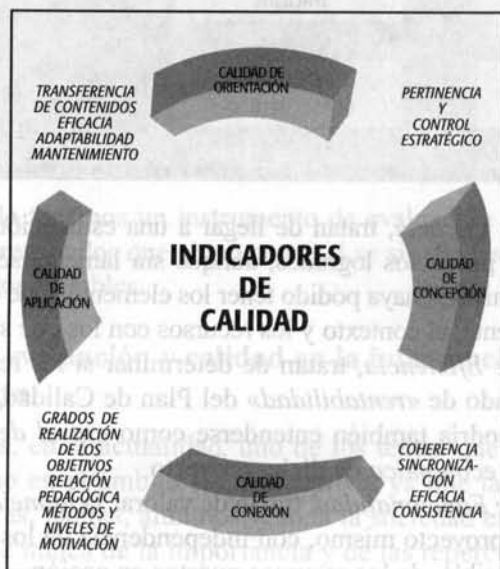 CALIDAD DE
ORIENTACIÓN
TRANSFERENCIA
DE CONTENIDOS
EFICACIA
ADAPTABILIDAD
MANTENIMIENTO
PERTINENCIA
Y
CONTROL
ESTRATÉGICO
CALIDAD
DE
APLICACIÓN
INDICADORES
DE
CALIDAD
CALIDAD
DE
CONCEPCIÓN
GRADOS DE
REALIZACIÓN
DE LOS
OBJETIVOS
RELACIÓN
PEDAGÓGICA
MÉTODOS Y
NIVELES DE
MOTIVACIÓN
CALIDAD
DE
CONEXIÓN
COHERENCIA
SINCRONIZA-
CIÓN
EFICACIA
CONSISTENCIA